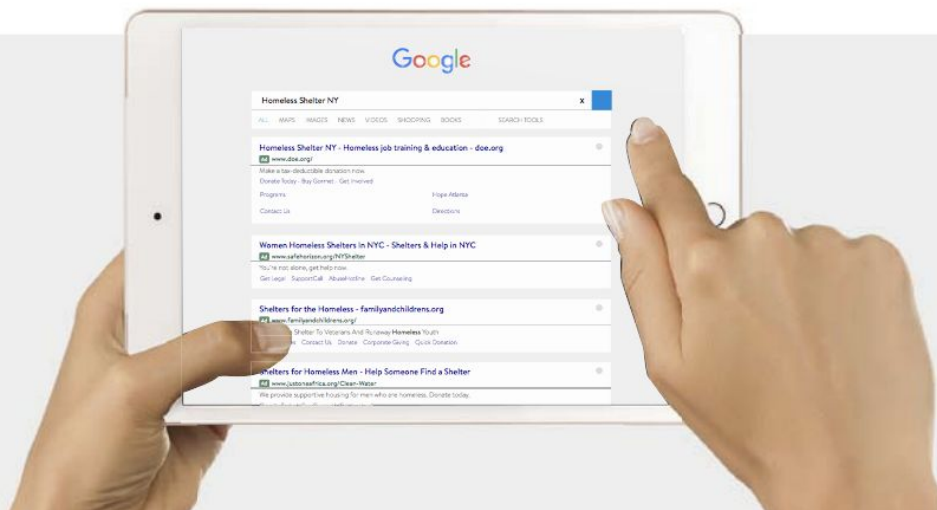 Google
Homeless Shelter NY x
ALL MAPS IMAGES NEWS VIDEOS SHOPPING BOOKS SEARCH TOOLS
Homeless Shelter NY - Homeless job training & education - doe.org
Ad www.doe.org/
Make a tax-deductible donation now.
Donate Today - Buy Gormet - Get Involved
Programs Hope Atlanta
Contact Us Directions
Women Homeless Shelters in NYC - Shelters & Help in NYC
Ad www.safehorizon.org/NYShelter
You're not alone, get help now.
Get Legal SupportCall AbuseHotline Get Counseling
Shelters for the Homeless - familyandchildrens.org
Ad www.familyandchildrens.org/
Shelter To Veterans And Runaway Homeless Youth
Contact Us Donate Corporate Giving Quick Donation
Shelters for Homeless Men - Help Someone Find a Shelter
Ad www.justoneafrica.org/Clean-Water
We provide supportive housing for men who are homeless. Donate today.